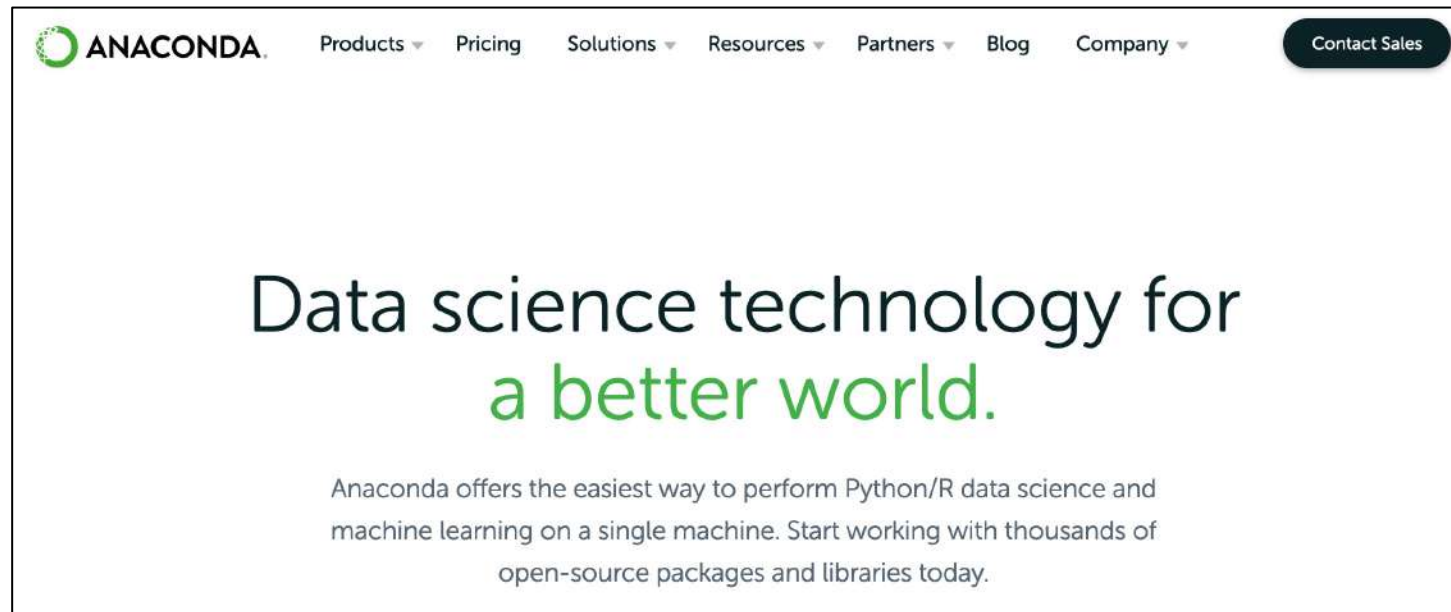 ANACONDA. Products Pricing Solutions Resources Partners Blog Company Contact Sales
Data science technology for
a better world.
Anaconda offers the easiest way to perform Python/R data science and
machine learning on a single machine. Start working with thousands of
open-source packages and libraries today.